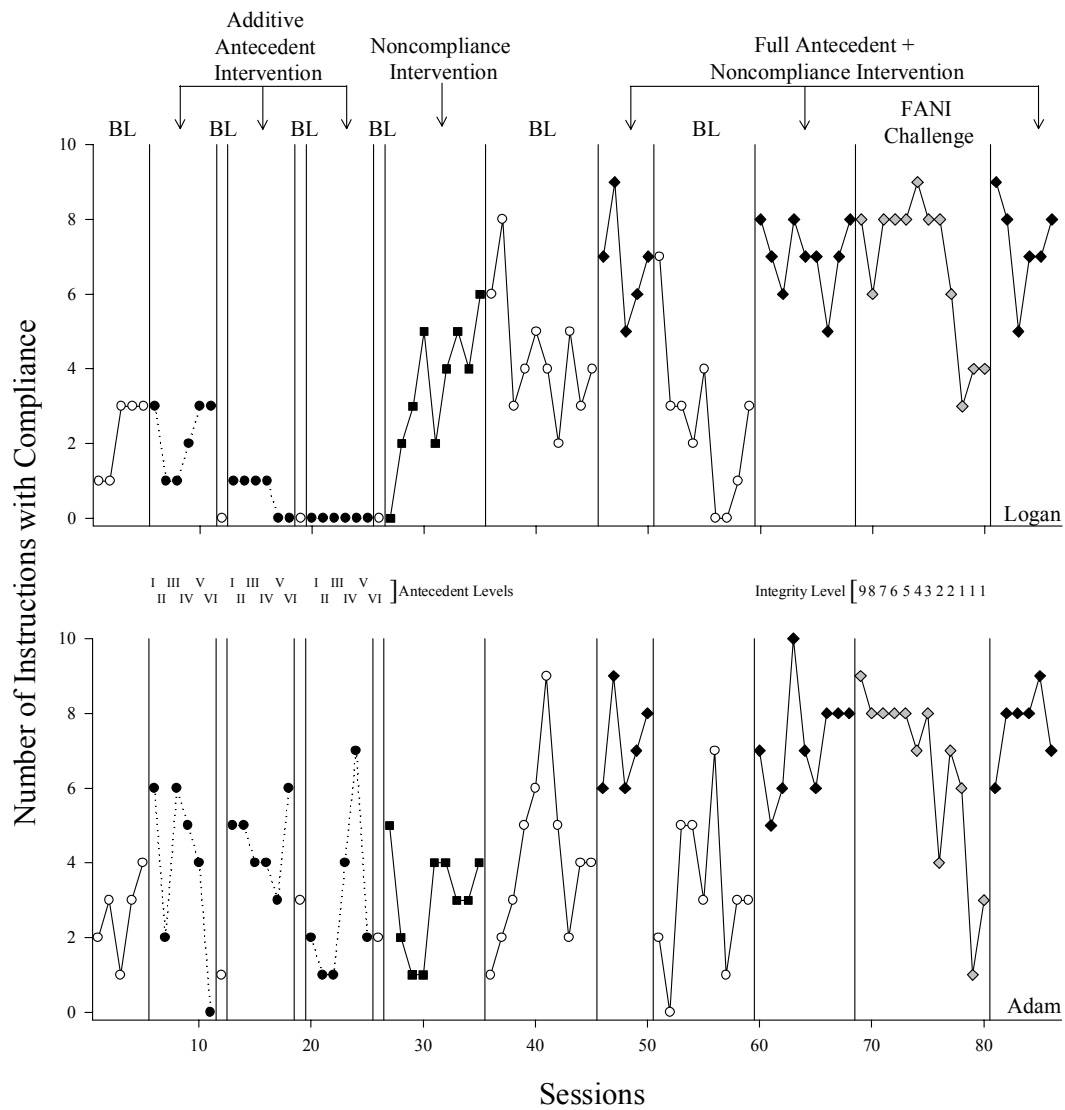 Additive
Antecedent
Intervention
Noncompliance
Intervention
Full Antecedent +
Noncompliance Intervention
BL BL BL BL BL BL
FANI
Challenge
10
8
6
4
2
0
Logan
I III V I III V I III V
II IV VI II IV VI II IV VI
] Antecedent Levels
Integrity Level [ 9 8 7 6 5 4 3 2 2 1 1 1
10
8
6
4
2
0
Adam
10 20 30 40 50 60 70 80
Sessions
Number of Instructions with Compliance